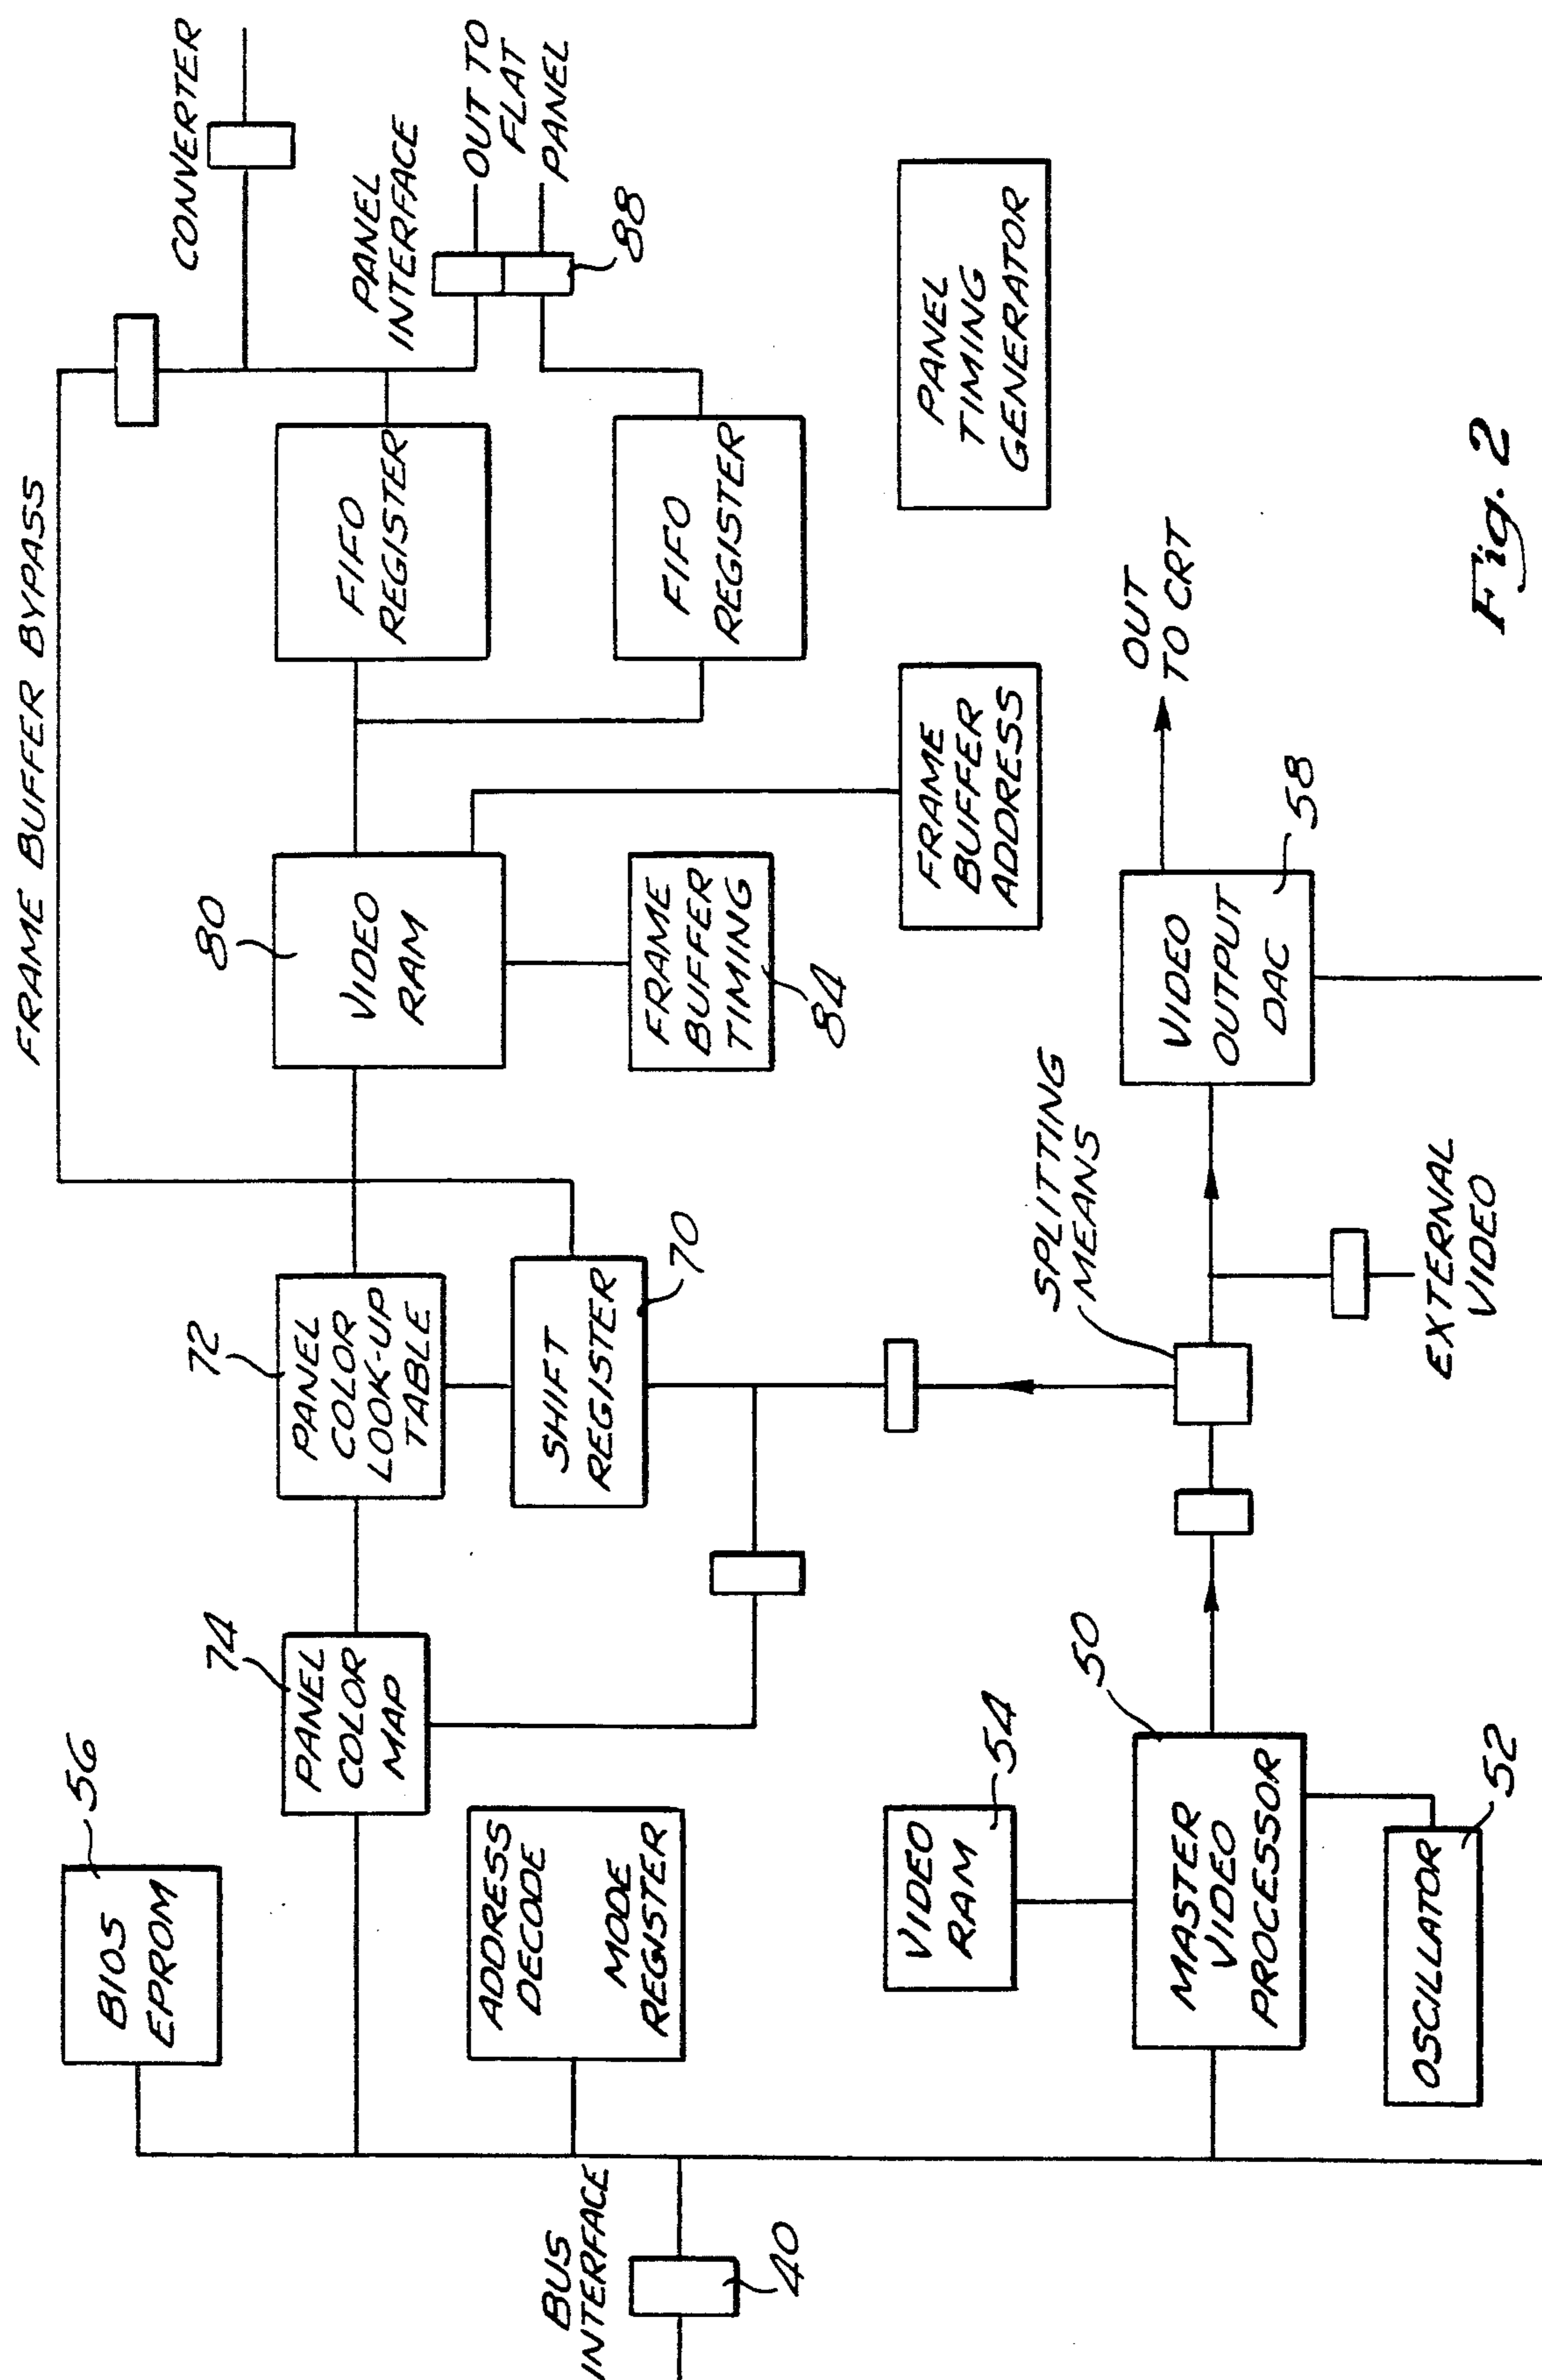 FRAME BUFFER BYPASS
CONVERTER
56
BIOS
EPROM
74
PANEL
COLOR
MAP
72
PANEL
COLOR
LOOK-UP
TABLE
80
VIDEO
RAM
FIFO
REGISTER
PANEL
INTERFACE
OUT TO
FLAT
PANEL
88
ADDRESS
DECODE
MODE
REGISTER
SHIFT
REGISTER
70
FRAME
BUFFER
TIMING
84
FIFO
REGISTER
BUS
INTERFACE
40
FRAME
BUFFER
ADDRESS
PANEL
TIMING
GENERATOR
VIDEO
RAM
54
50
MASTER
VIDEO
PROCESSOR
SPLITTING
MEANS
VIDEO
OUTPUT
DAC
58
OUT
TO CRT
OSCILLATOR
52
EXTERNAL
VIDEO
Fig. 2